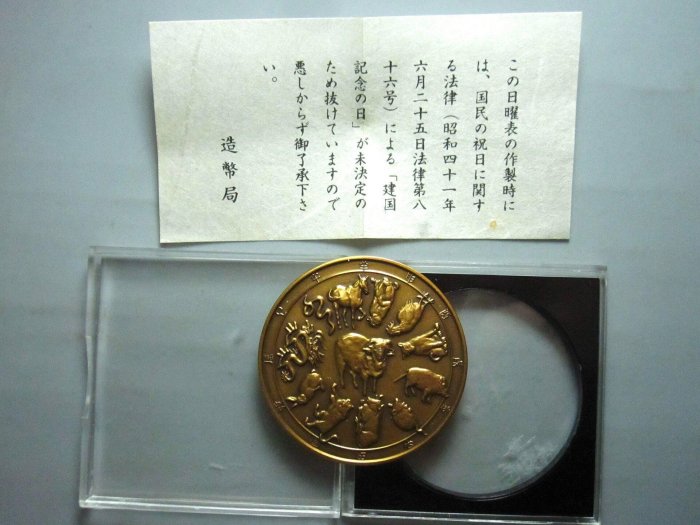 この日曜表の作製時に
は、国民の祝日に関す
る法律（昭和四十一年
六月二十五日法律第八
十六号）による「建国
記念の日」が未決定の
ため抜けていますので
悪しからず御了承下さ
い。
造幣局